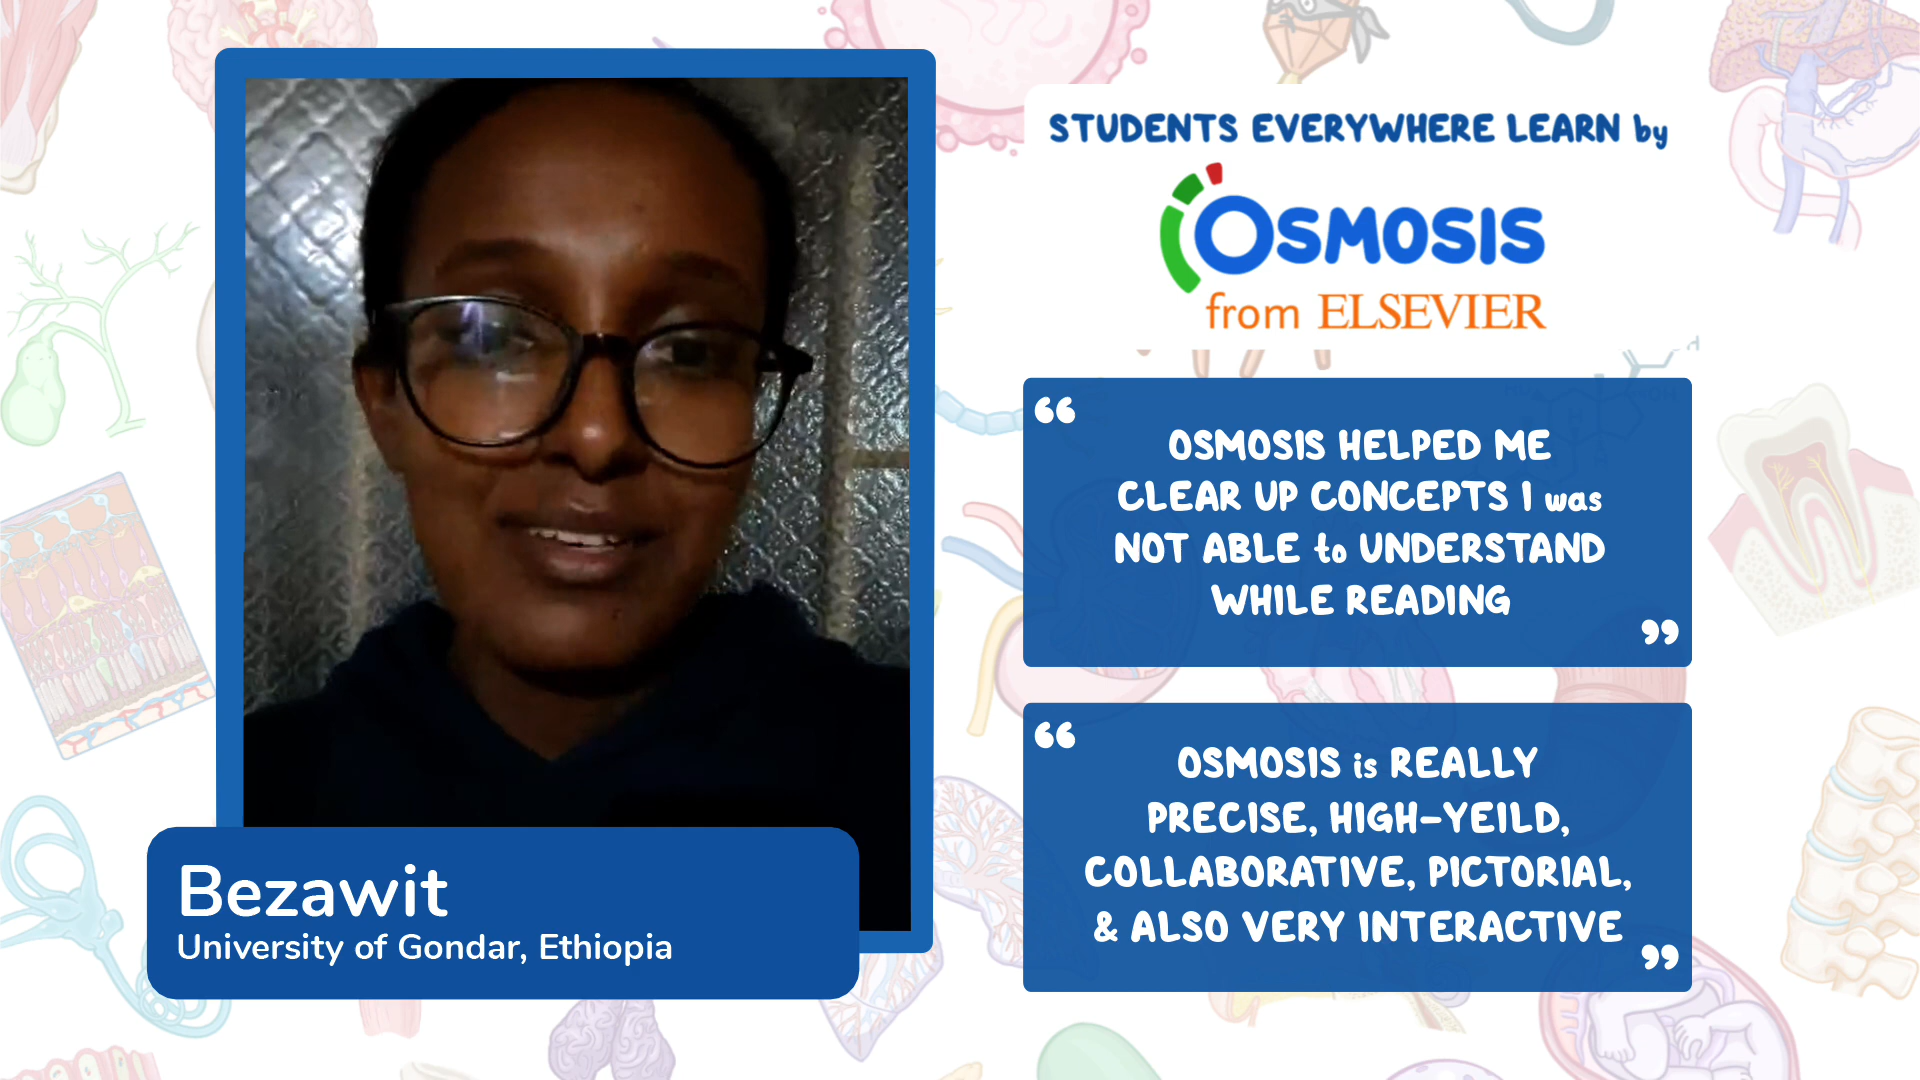 STUDENTS EVERYWHERE LEARN by
OSMOSIS
from ELSEVIER
“
OSMOSIS HELPED ME
CLEAR UP CONCEPTS I was
NOT ABLE to UNDERSTAND
WHILE READING
”
“
OSMOSIS is REALLY
PRECISE, HIGH-YEILD,
COLLABORATIVE, PICTORIAL,
& ALSO VERY INTERACTIVE
”
Bezawit
University of Gondar, Ethiopia